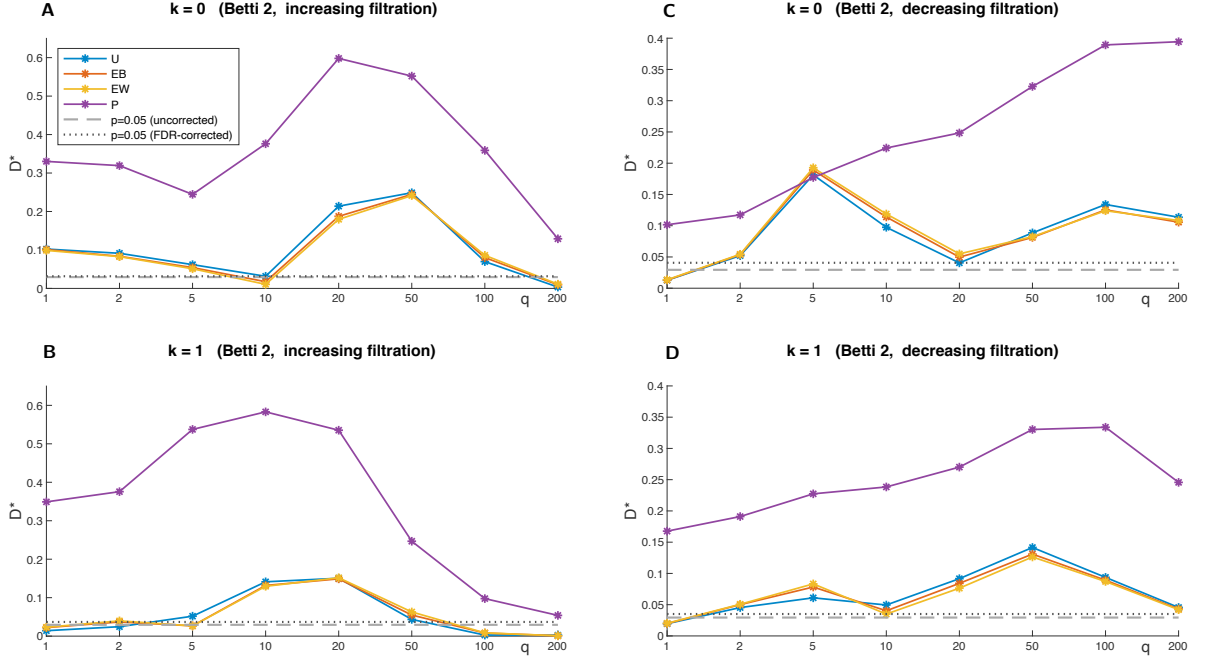 A
k = 0 (Betti 2, increasing filtration)
D*
0.6
0.5
0.4
0.3
0.2
0.1
0
U
EB
EW
P
p=0.05 (uncorrected)
p=0.05 (FDR-corrected)
1 2 5 10 20 50 100 q 200
C
k = 0 (Betti 2, decreasing filtration)
D*
0.4
0.35
0.3
0.25
0.2
0.15
0.1
0.05
0
1 2 5 10 20 50 100 q 200
B
k = 1 (Betti 2, increasing filtration)
D*
0.6
0.5
0.4
0.3
0.2
0.1
0
1 2 5 10 20 50 100 q 200
D
k = 1 (Betti 2, decreasing filtration)
D*
0.4
0.35
0.3
0.25
0.2
0.15
0.1
0.05
0
1 2 5 10 20 50 100 q 200